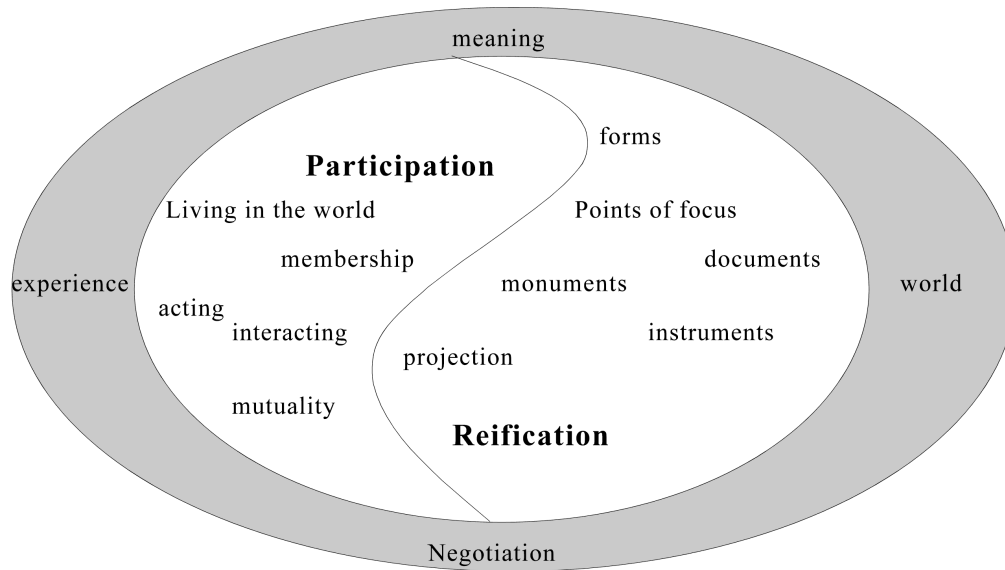 meaning
forms
Participation
Living in the world
Points of focus
membership
documents
experience
monuments
world
acting
interacting
instruments
projection
mutuality
Reification
Negotiation